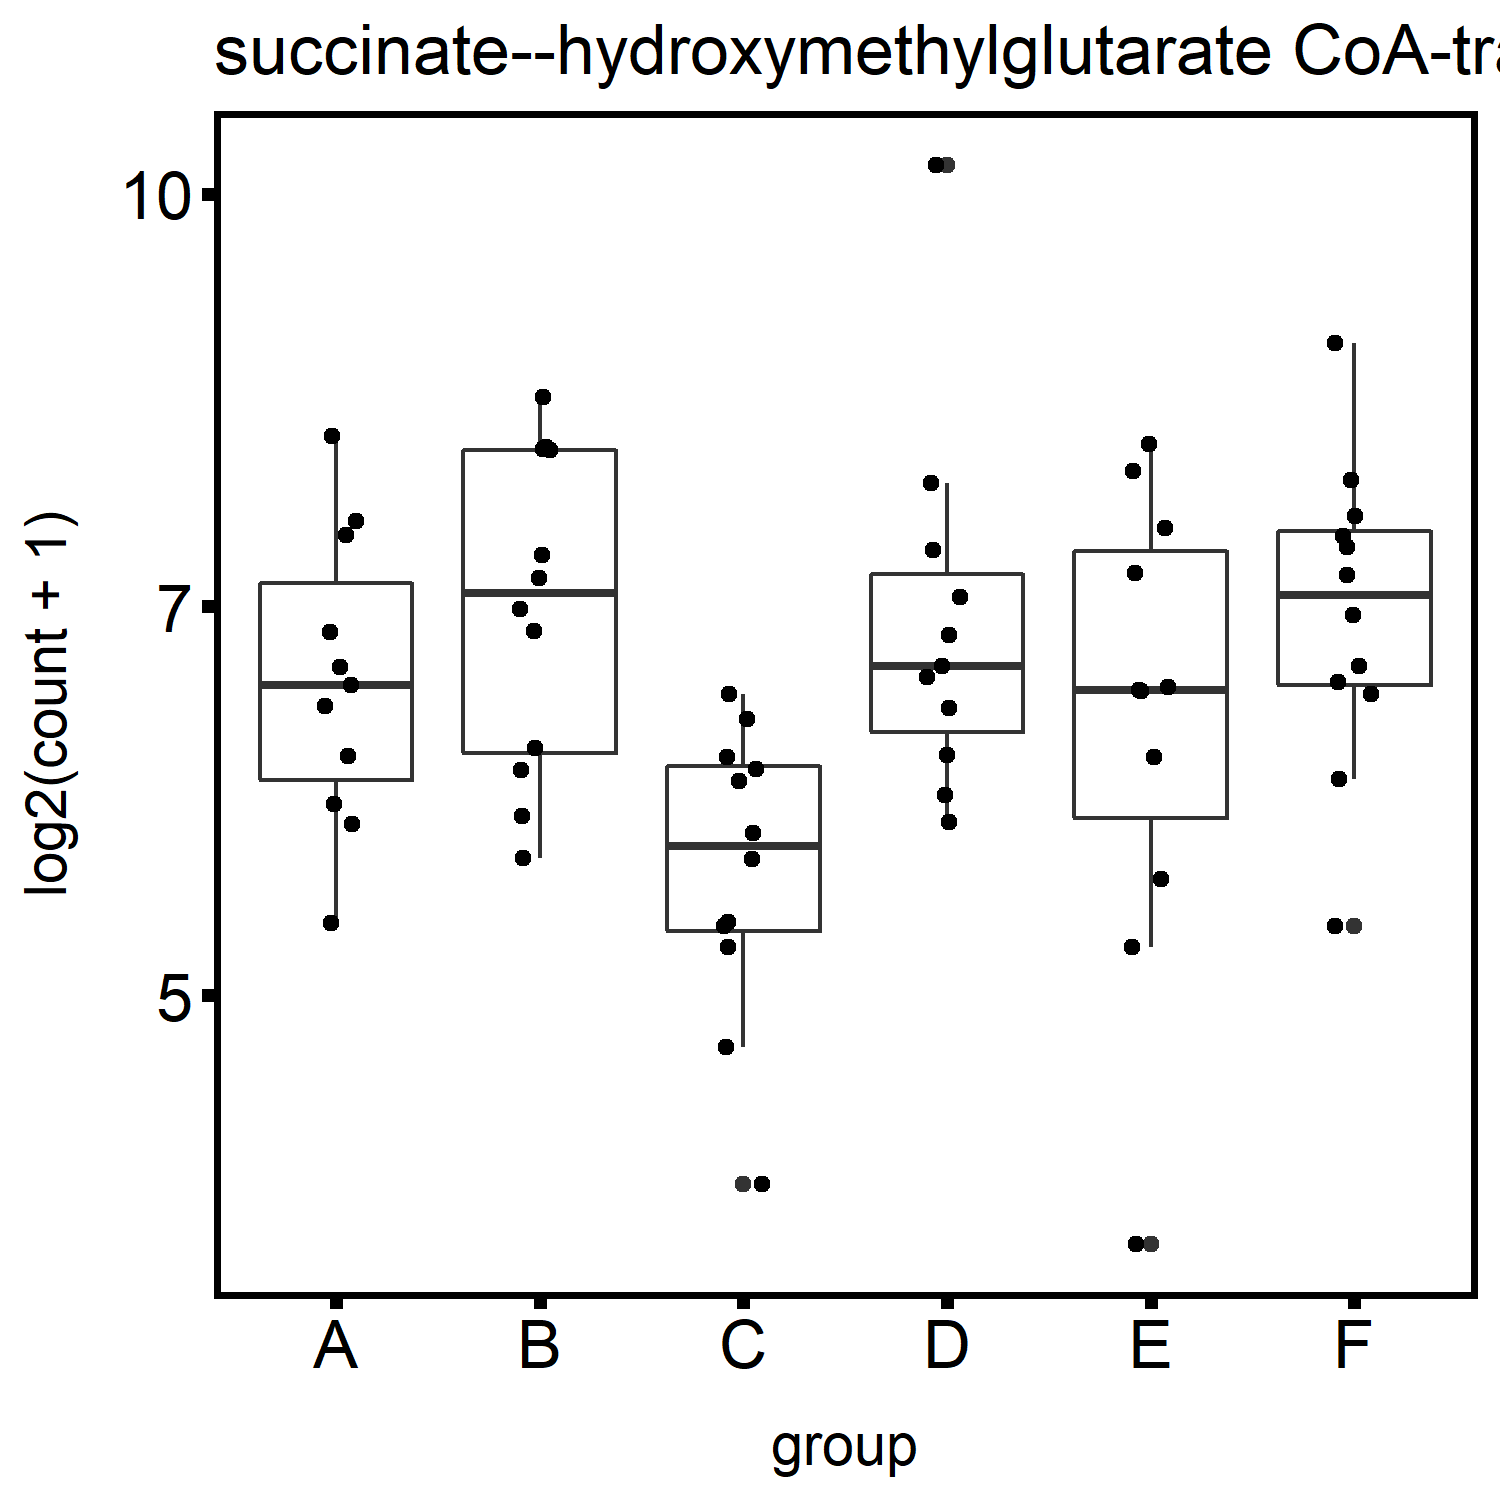 succinate--hydroxymethylglutarate CoA-tra
10
7
5
log2(count + 1)
A B C D E F
group